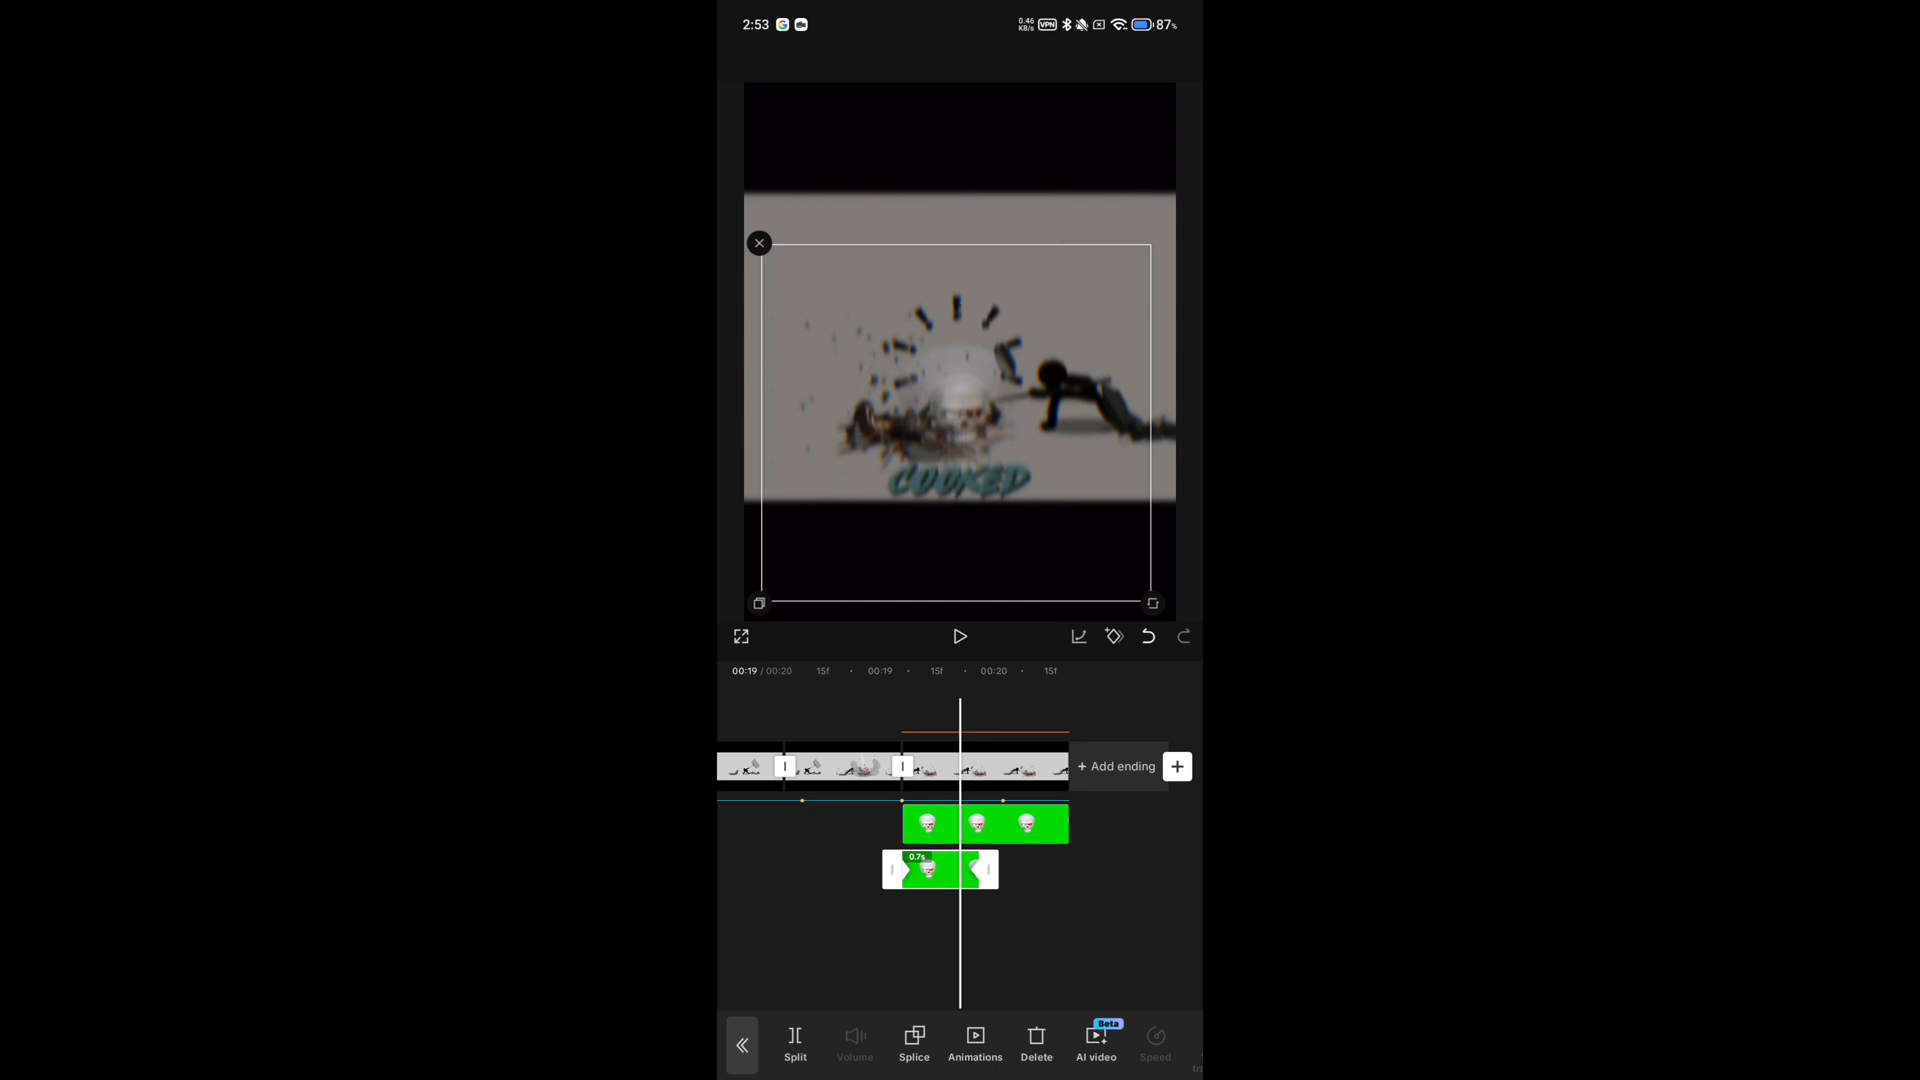 2:53
0.46
KB/s
VPN
87%
COOKED
00:19 / 00:20
15f
00:19
15f
00:20
15f
+ Add ending
0.7s
Split
Volume
Splice
Animations
Delete
Beta
AI video
Speed